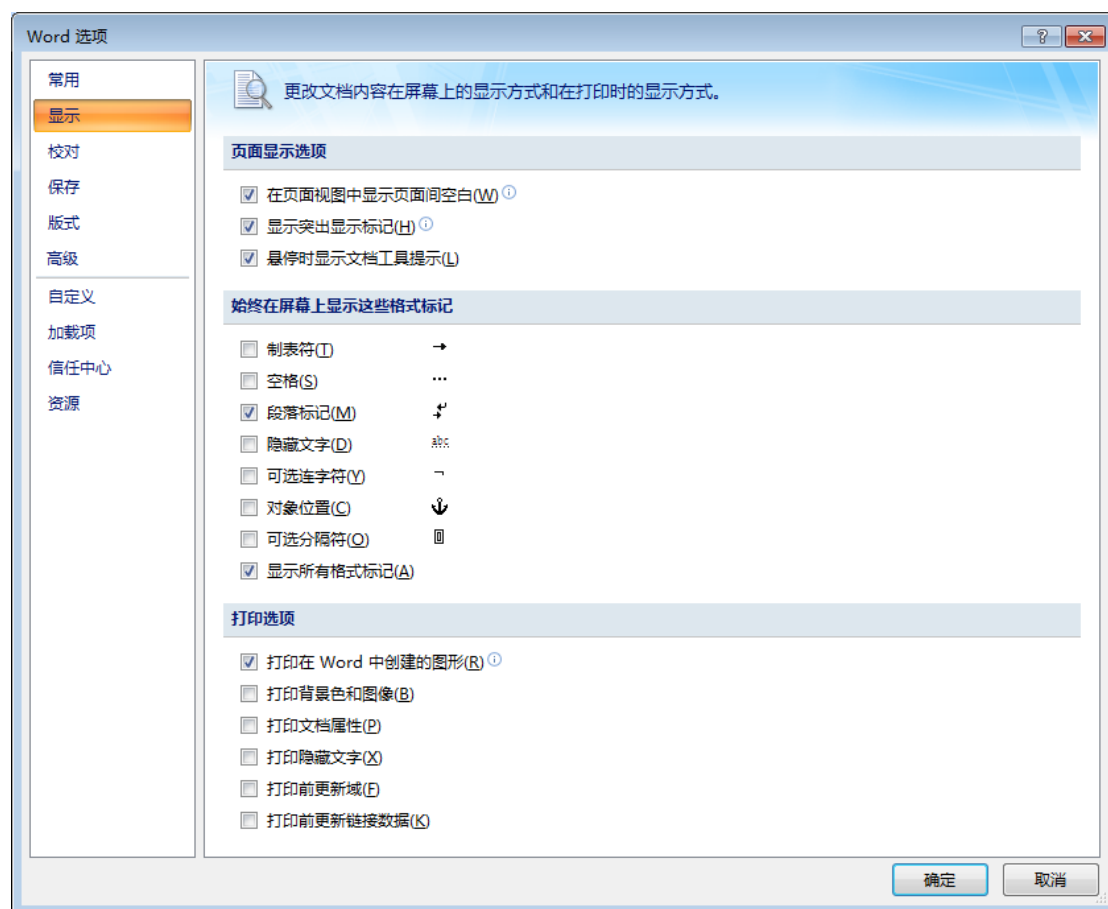 Word 选项
常用
显示
校对
保存
版式
高级
自定义
加载项
信任中心
资源
更改文档内容在屏幕上的显示方式和在打印时的显示方式。
页面显示选项
在页面视图中显示页面间空白(W)
显示突出显示标记(H)
悬停时显示文档工具提示(L)
始终在屏幕上显示这些格式标记
制表符(T)
空格(S)
段落标记(M)
隐藏文字(D) abc
可选连字符(Y)
对象位置(C)
可选分隔符(O)
显示所有格式标记(A)
打印选项
打印在 Word 中创建的图形(R)
打印背景色和图像(B)
打印文档属性(P)
打印隐藏文字(X)
打印前更新域(F)
打印前更新链接数据(K)
确定 取消